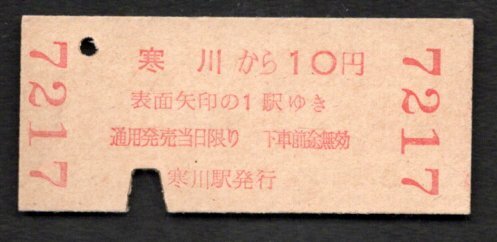 7217
寒川から10円
表面矢印の1駅ゆき
通用発売当日限り 下車前途無効
寒川駅発行
7217